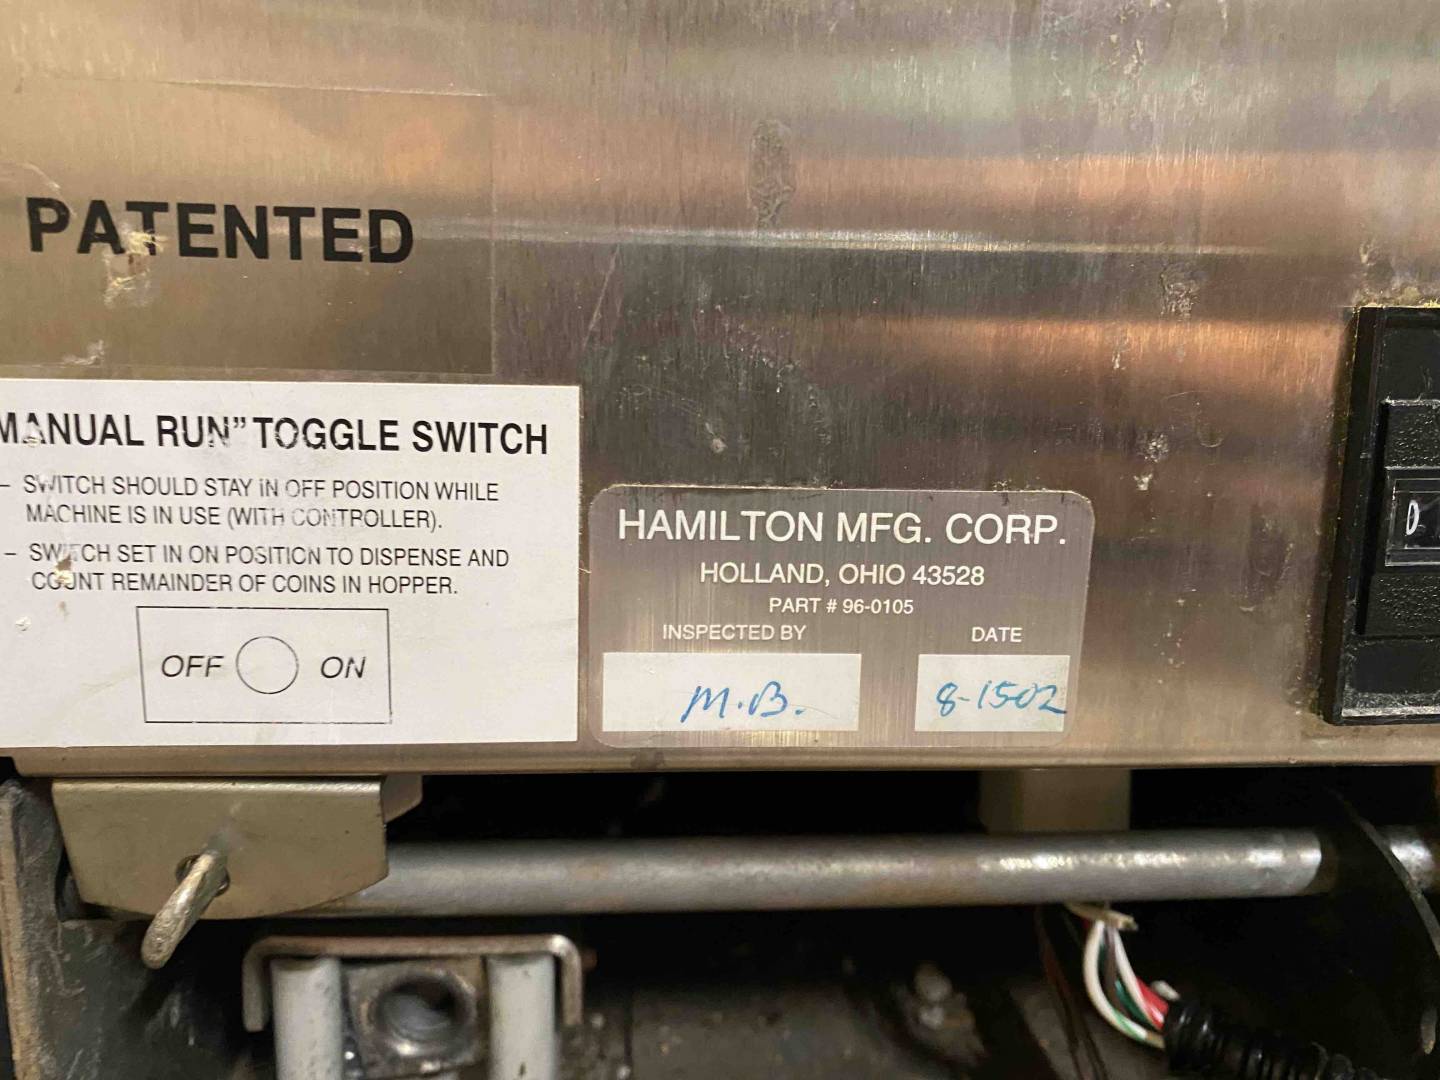 PATENTED
MANUAL RUN" TOGGLE SWITCH
– SWITCH SHOULD STAY IN OFF POSITION WHILE
MACHINE IS IN USE (WITH CONTROLLER).
– SWITCH SET IN ON POSITION TO DISPENSE AND
COUNT REMAINDER OF COINS IN HOPPER.
OFF ON
HAMILTON MFG. CORP.
HOLLAND, OHIO 43528
PART # 96-0105
INSPECTED BY DATE
M.B. 8-1502
0